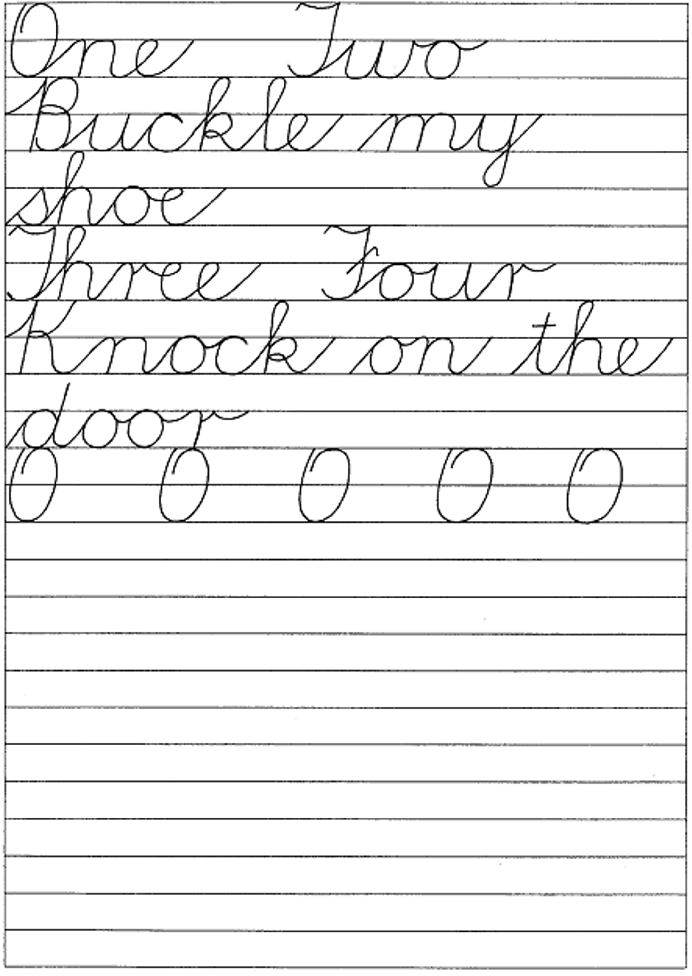 One Two
Buckle my
shoe
Three Four
Knock on the
door
O O O O O